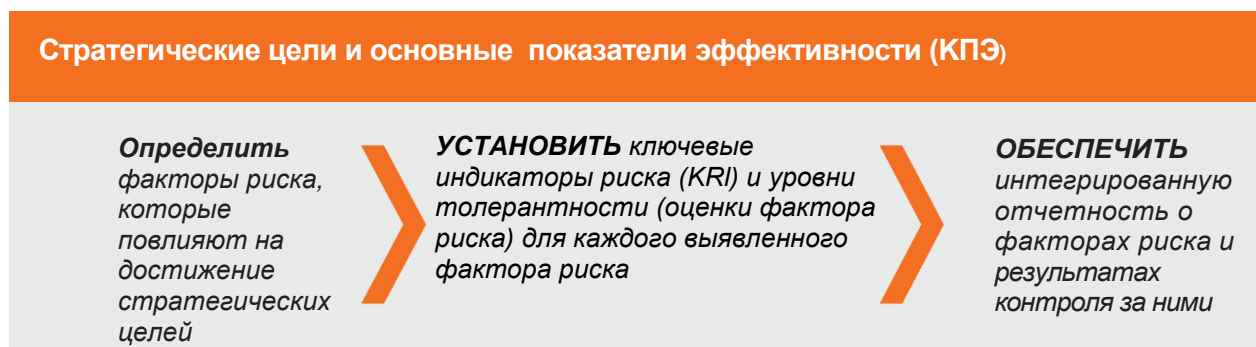 Стратегические цели и основные показатели эффективности (КПЭ)
Определить
факторы риска,
которые
повлияют на
достижение
стратегических
целей
УСТАНОВИТЬ ключевые
индикаторы риска (KRI) и уровни
толерантности (оценки фактора
риска) для каждого выявленного
фактора риска
ОБЕСПЕЧИТЬ
интегрированную
отчетность о
факторах риска и
результатах
контроля за ними